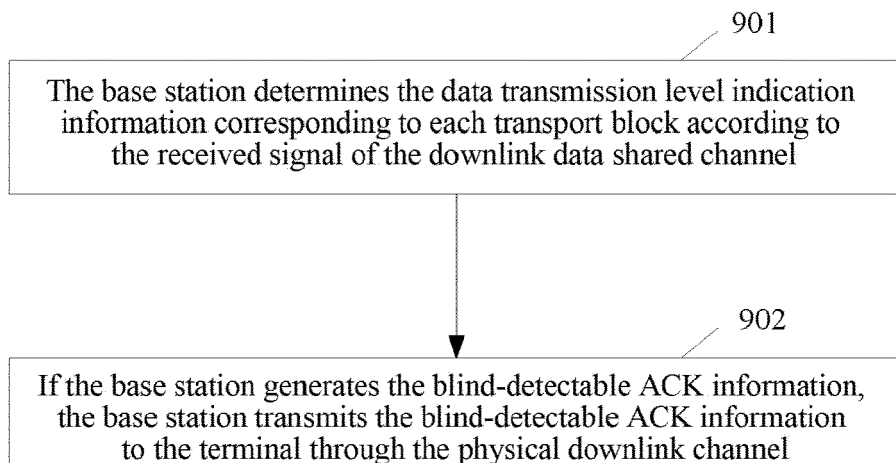 901
The base station determines the data transmission level indication
information corresponding to each transport block according to
the received signal of the downlink data shared channel
902
If the base station generates the blind-detectable ACK information,
the base station transmits the blind-detectable ACK information
to the terminal through the physical downlink channel